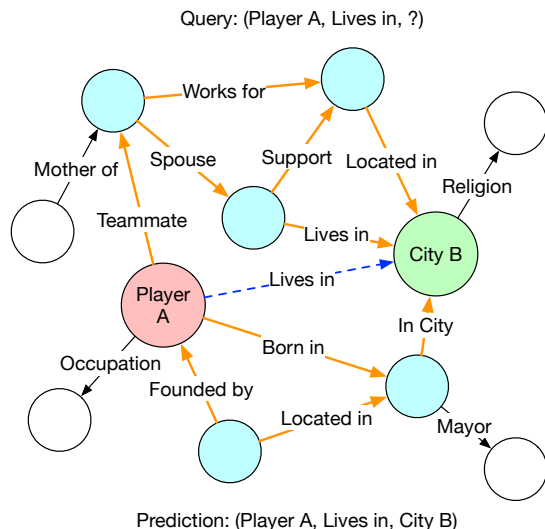 Query: (Player A, Lives in, ?)
Works for
Mother of
Spouse
Support
Located in
Religion
Teammate
Lives in
City B
Lives in
Player
A
In City
Born in
Occupation
Founded by
Located in
Mayor
Prediction: (Player A, Lives in, City B)